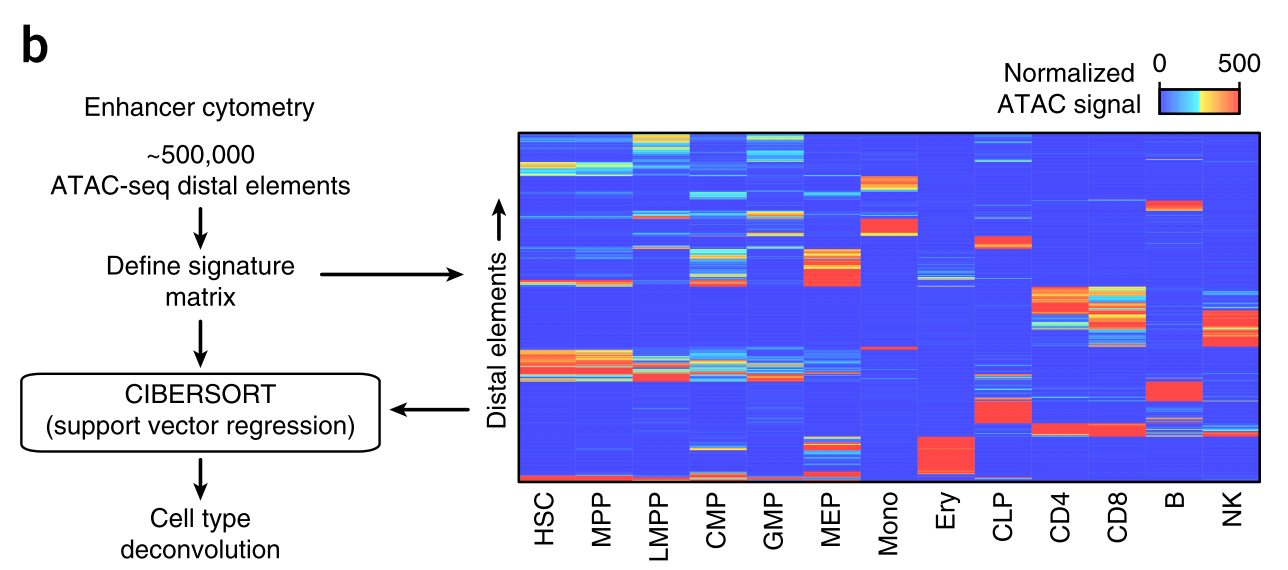 b
Enhancer cytometry
~500,000
ATAC-seq distal elements
Define signature
matrix
CIBERSORT
(support vector regression)
Cell type
deconvolution
Normalized
ATAC signal
0 500
Distal elements
HSC
MPP
LMPP
CMP
GMP
MEP
Mono
Ery
CLP
CD4
CD8
B
NK